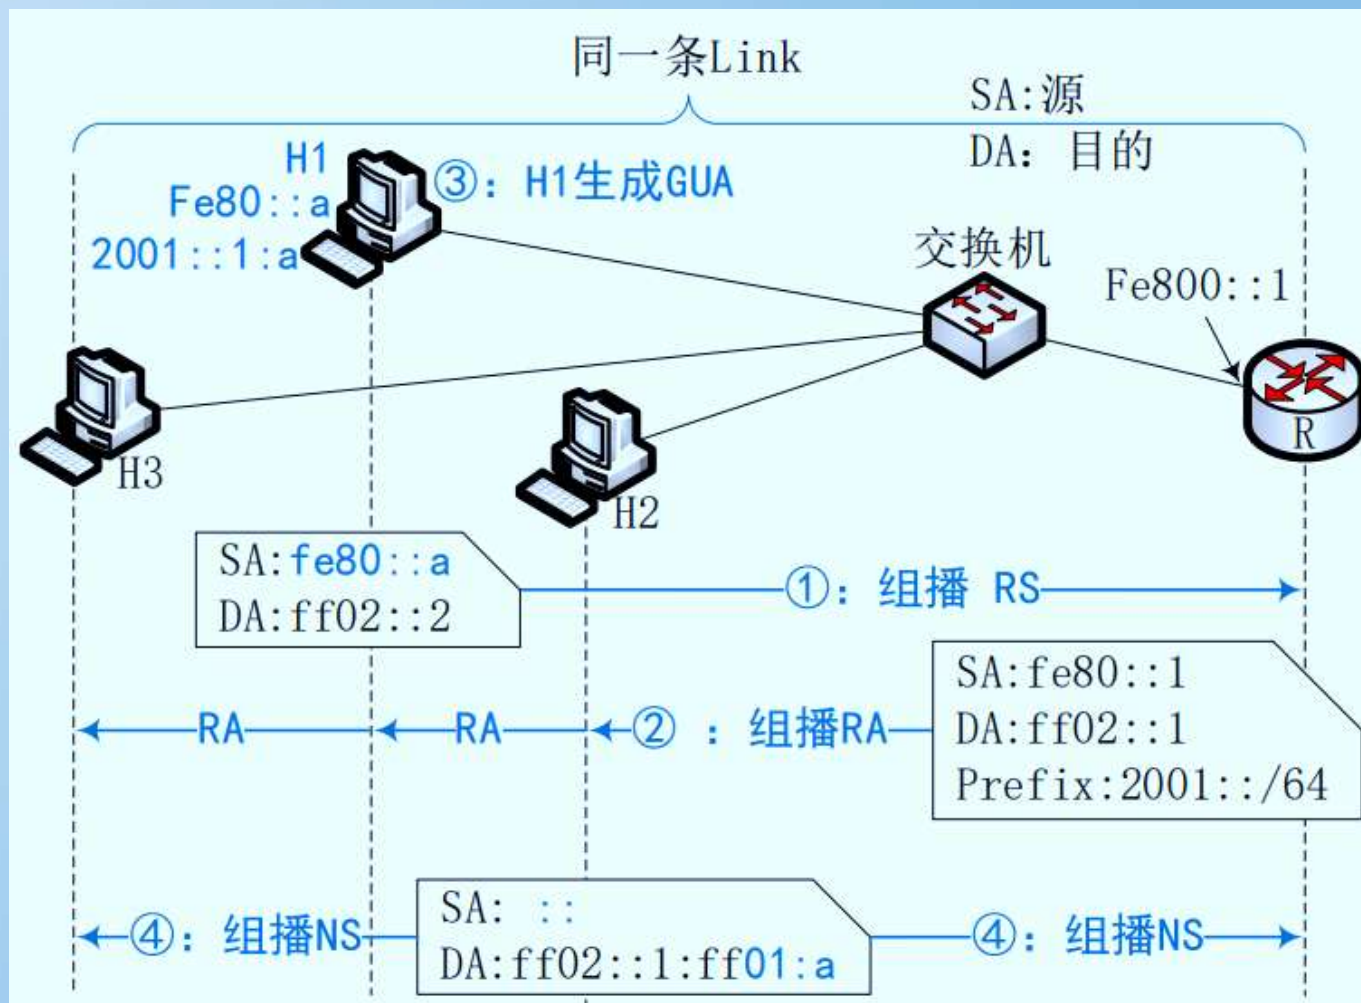 同一条Link
SA:源
DA: 目的
H1
Fe80::a
2001::1:a
③: H1生成GUA
交换机
Fe800::1
R
H3
H2
SA:fe80::a
DA:ff02::2
①: 组播 RS
SA:fe80::1
DA:ff02::1
Prefix:2001::/64
RA
RA
② : 组播RA
④: 组播NS
SA: ::
DA:ff02::1:ff01:a
④: 组播NS